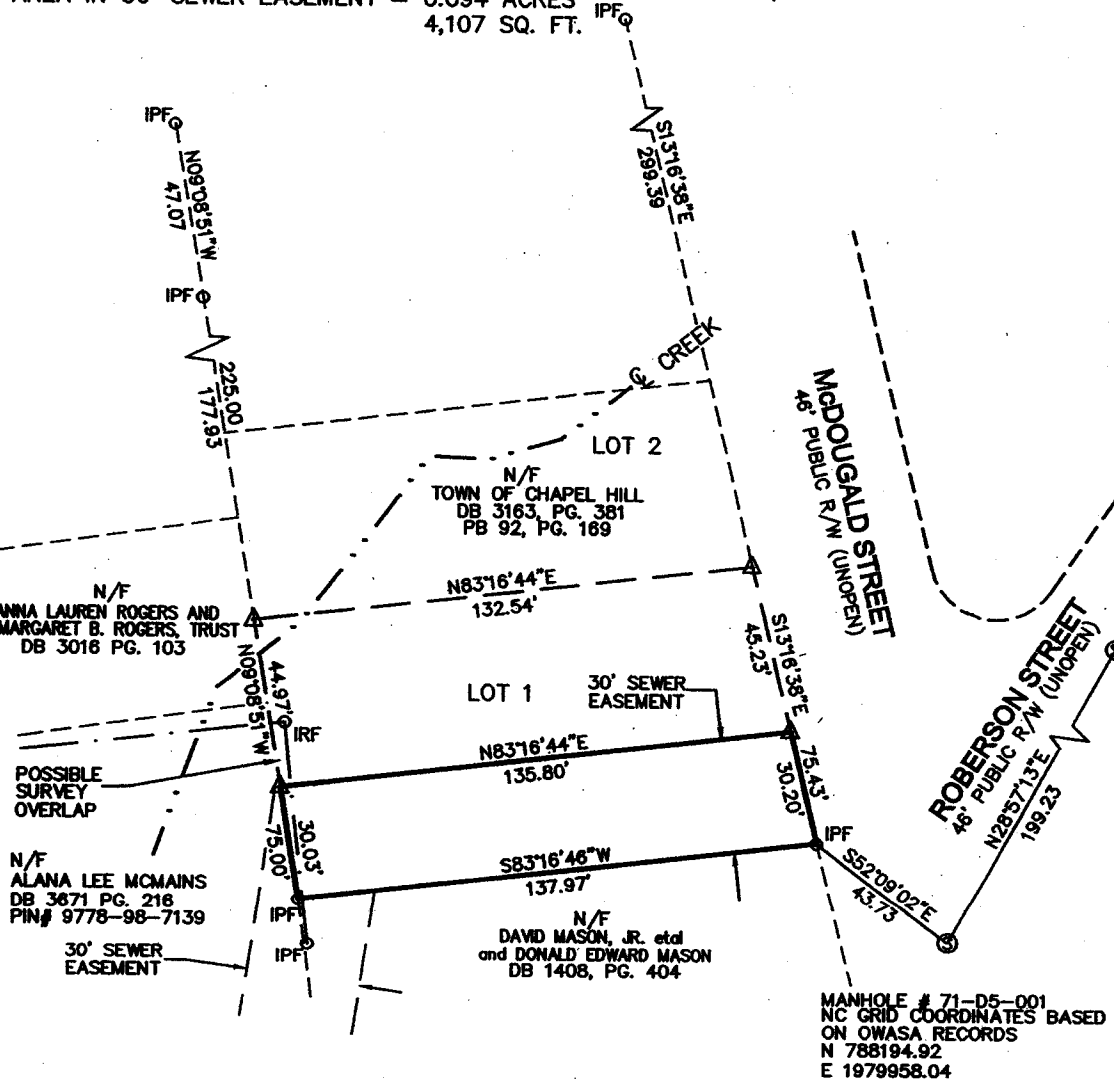 AREA IN 30' SEWER EASEMENT = 0.094 ACRES
4,107 SQ. FT.
IPF
IPF
S13°16'38"E
299.39
N09°08'51"W
47.07
IPF
CREEK
225.00
177.93
LOT 2
McDOUGALD STREET
46' PUBLIC R/W (UNOPEN)
N/F
TOWN OF CHAPEL HILL
DB 3163, PG. 381
PB 92, PG. 169
N83°16'44"E
132.54'
N/F
ANNA LAUREN ROGERS AND
MARGARET B. ROGERS, TRUST
DB 3016 PG. 103
S13°16'38"E
45.23'
ROBERSON STREET
46' PUBLIC R/W (UNOPEN)
N28°57'13"E
199.23
N09°08'51"W
44.97'
LOT 1
30' SEWER
EASEMENT
IRF
N83°16'44"E
135.80'
75.43'
30.20'
POSSIBLE
SURVEY
OVERLAP
30.03'
75.00'
IPF
S83°16'46"W
137.97'
S52°09'02"E
43.73
N/F
ALANA LEE MCMAINS
DB 3671 PG. 216
PIN# 9778-98-7139
IPF
IPF
30' SEWER
EASEMENT
N/F
DAVID MASON, JR. etal
and DONALD EDWARD MASON
DB 1408, PG. 404
S
MANHOLE # 71-D5-001
NC GRID COORDINATES BASED
ON OWASA RECORDS
N 788194.92
E 1979958.04